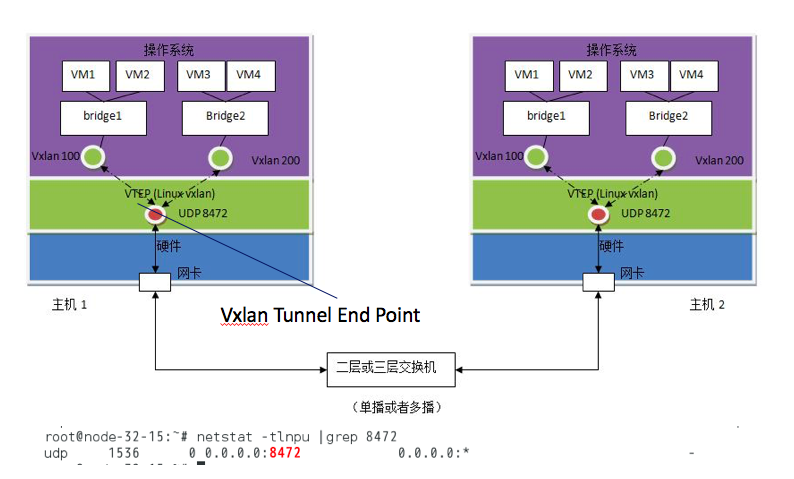 操作系统
VM1 VM2 VM3 VM4
bridge1 Bridge2
Vxlan 100 Vxlan 200
VTEP (Linux vxlan)
UDP 8472
硬件
网卡
主机 1
操作系统
VM1 VM2 VM3 VM4
bridge1 Bridge2
Vxlan 100 Vxlan 200
VTEP (Linux vxlan)
UDP 8472
硬件
网卡
主机 2
Vxlan Tunnel End Point
二层或三层交换机
（单播或者多播）
root@node-32-15:~# netstat -tlnpu |grep 8472
udp 1536 0 0.0.0.0:8472 0.0.0.0:* -